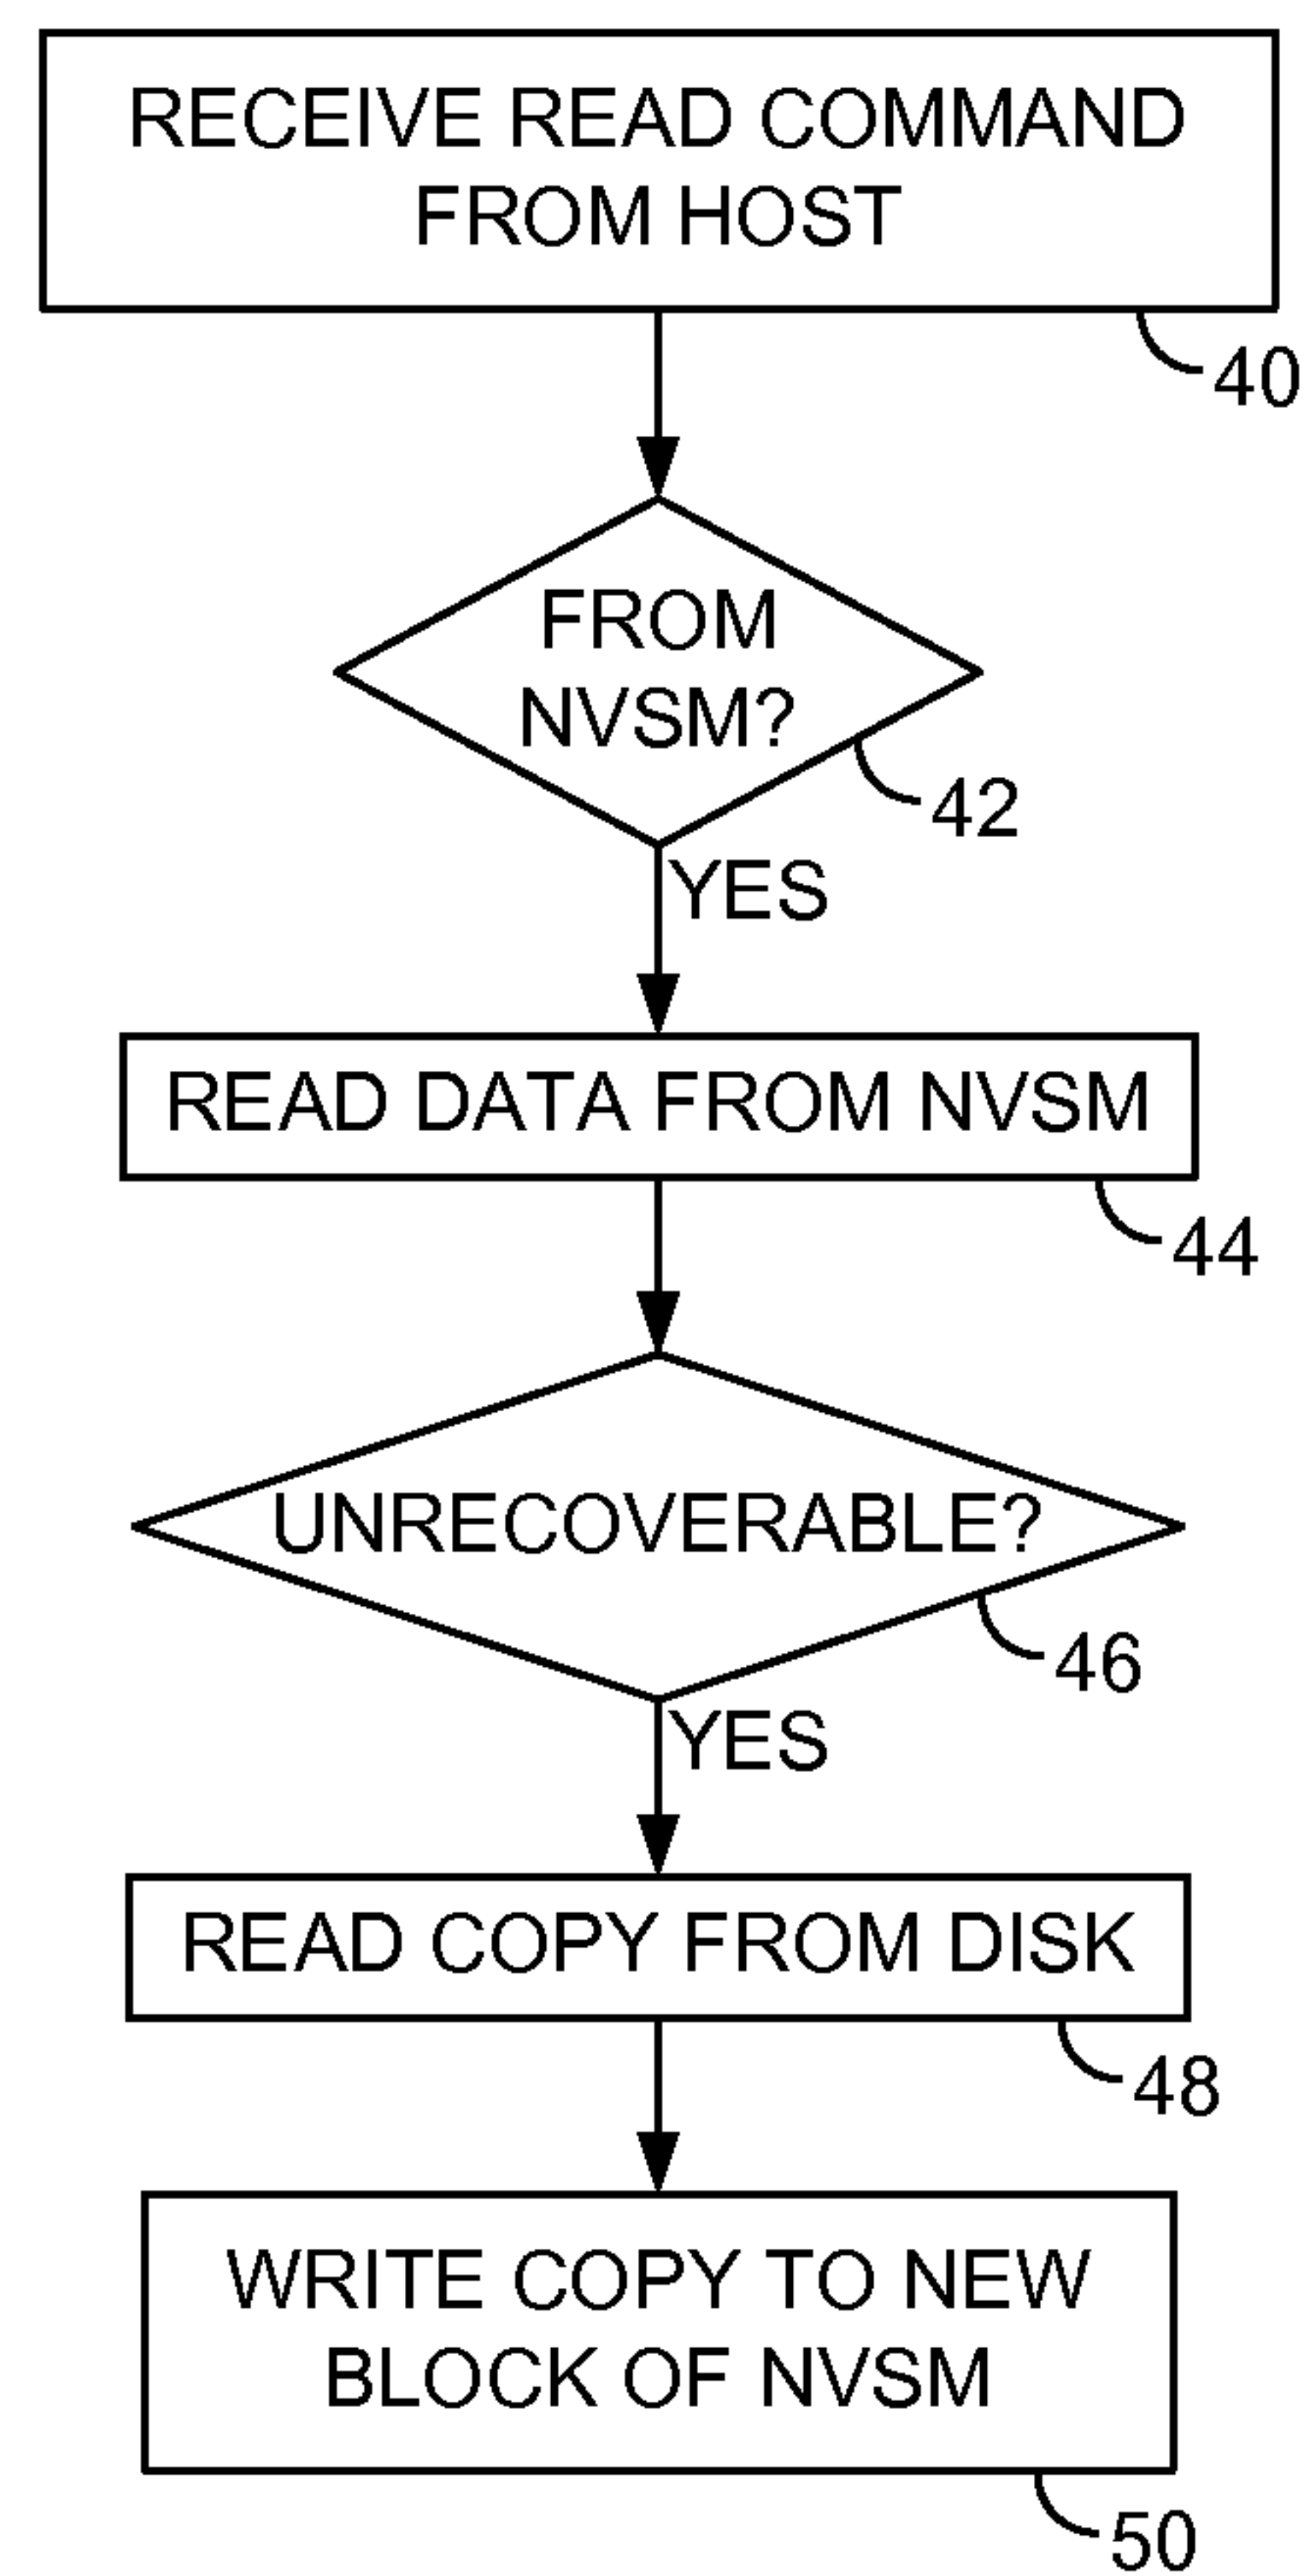 RECEIVE READ COMMAND
FROM HOST
40
FROM
NVSM?
42
YES
READ DATA FROM NVSM
44
UNRECOVERABLE?
46
YES
READ COPY FROM DISK
48
WRITE COPY TO NEW
BLOCK OF NVSM
50